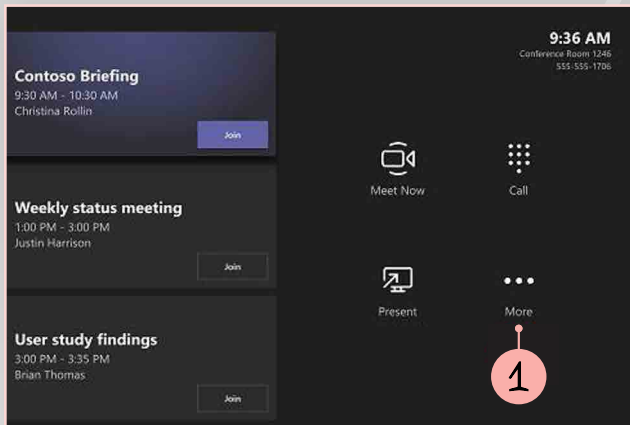 Contoso Briefing
9:30 AM - 10:30 AM
Christina Rollin
Join
Weekly status meeting
1:00 PM - 3:00 PM
Justin Harrison
Join
User study findings
3:00 PM - 3:35 PM
Brian Thomas
Join
9:36 AM
Conference Room 1246
555-555-1706
Meet Now
Call
Present
More
1